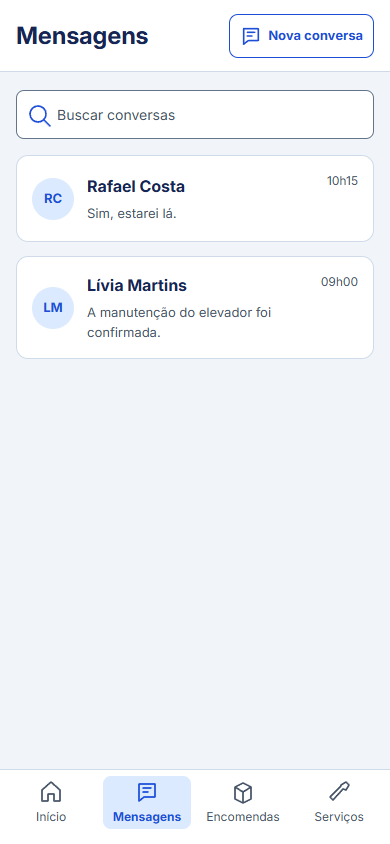 Mensagens
Nova conversa
Buscar conversas
RC
Rafael Costa
10h15
Sim, estarei lá.
LM
Lívia Martins
09h00
A manutenção do elevador foi
confirmada.
Início
Mensagens
Encomendas
Serviços